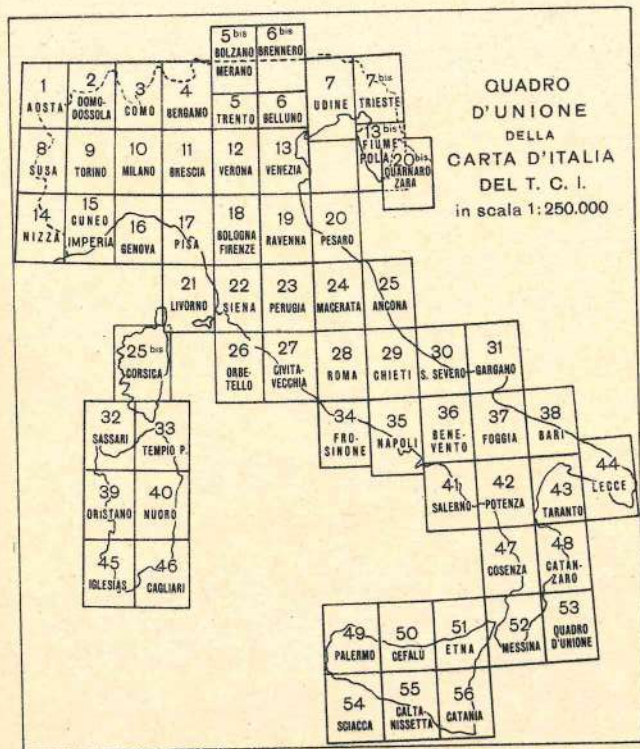 QUADRO
D'UNIONE
DELLA
CARTA D'ITALIA
DEL T. C. I.
in scala 1:250.000
5 bis
BOLZANO
MERANO
6 bis
BRENNERO
1
AOSTA
2
DOMO-
DOSSOLA
3
COMO
4
BERGAMO
5
TRENTO
6
BELLUNO
7
UDINE
7 bis
TRIESTE
8
SUSA
9
TORINO
10
MILANO
11
BRESCIA
12
VERONA
13
VENEZIA
13 bis
FIUME
POLA
20 bis
QUARNARO
ZARA
14
NIZZA
15
CUNEO
IMPERIA
16
GENOVA
17
PISA
18
BOLOGNA
FIRENZE
19
RAVENNA
20
PESARO
21
LIVORNO
22
SIENA
23
PERUGIA
24
MACERATA
25
ANCONA
25 bis
CORSICA
26
ORBE-
TELLO
27
CIVITA-
VECCHIA
28
ROMA
29
CHIETI
30
S. SEVERO
31
GARGANO
32
SASSARI
33
TEMPIO P.
34
FRO-
SINONE
35
NAPOLI
36
BENE-
VENTO
37
FOGGIA
38
BARI
39
ORISTANO
40
NUORO
41
SALERNO
42
POTENZA
43
TARANTO
44
LECCE
45
IGLESIAS
46
CAGLIARI
47
COSENZA
48
CATAN-
ZARO
49
PALERMO
50
CEFALÙ
51
ETNA
52
MESSINA
53
QUADRO
D'UNIONE
54
SCIACCA
55
CALTA-
NISSETTA
56
CATANIA